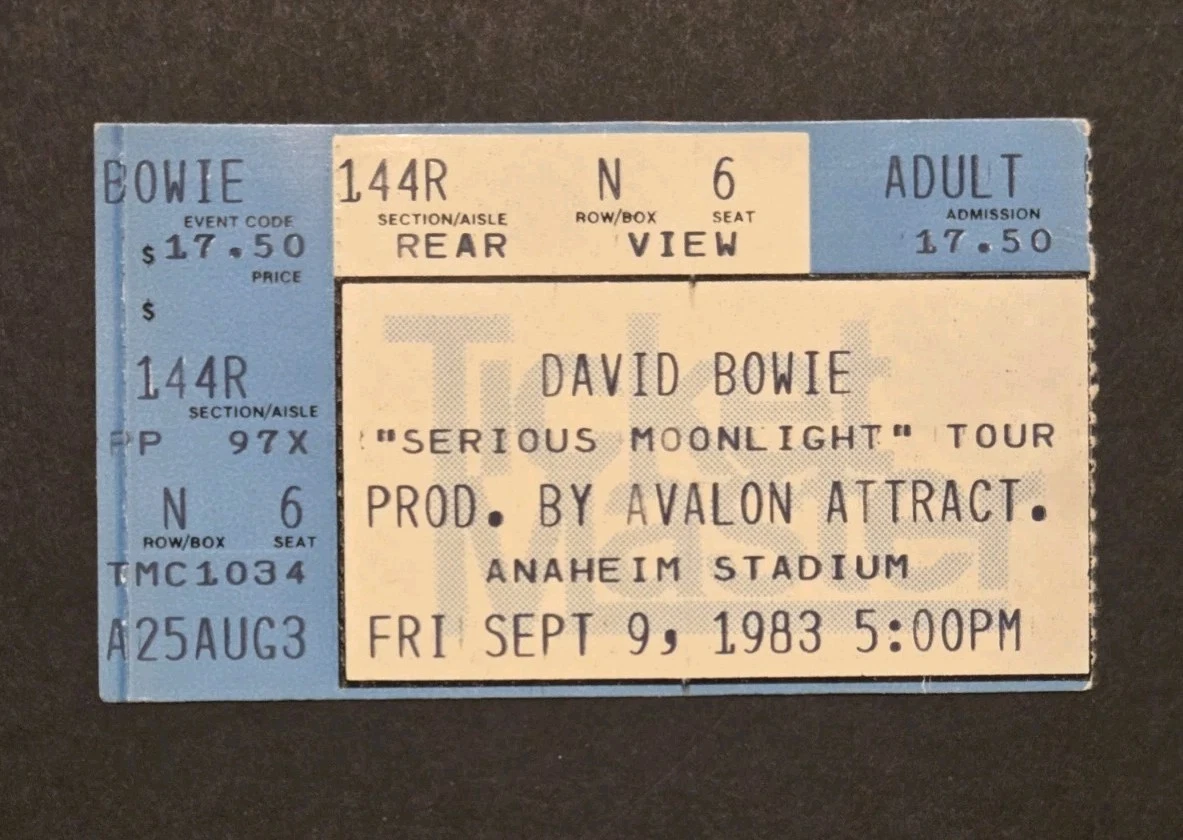 BOWIE
EVENT CODE
$ 17.50
PRICE
$
144R
SECTION/AISLE
PP 97X
N 6
ROW/BOX SEAT
TMC1034
A25AUG3
144R N 6
SECTION/AISLE ROW/BOX SEAT
REAR VIEW
ADULT
ADMISSION
17.50
Ticket
Master
DAVID BOWIE
"SERIOUS MOONLIGHT" TOUR
PROD. BY AVALON ATTRACT.
ANAHEIM STADIUM
FRI SEPT 9, 1983 5:00PM